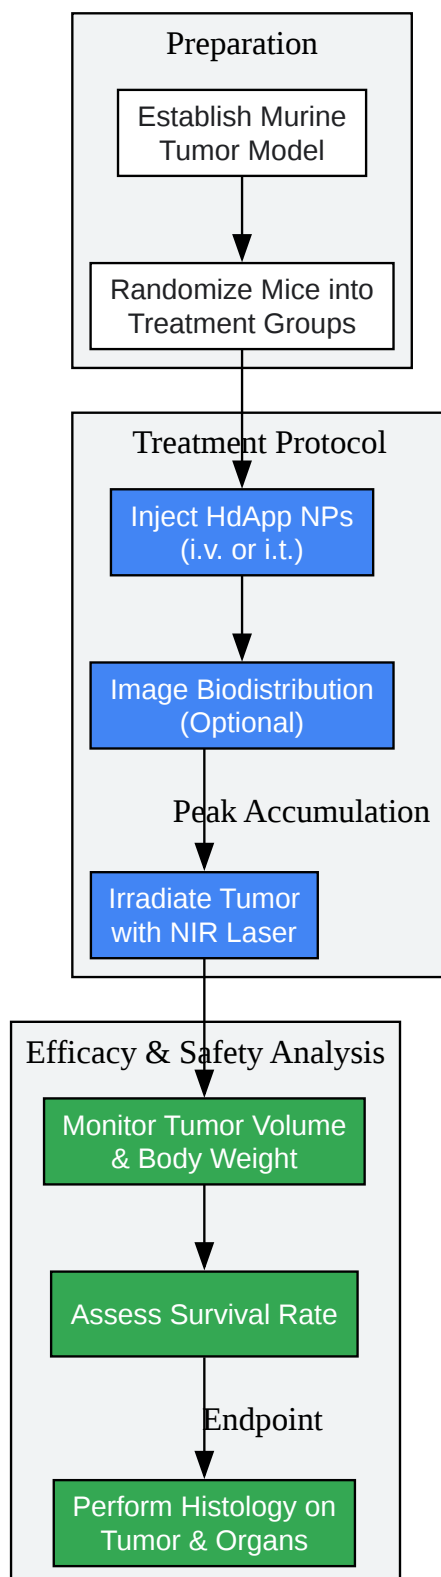 Preparation
Establish Murine
Tumor Model
Randomize Mice into
Treatment Groups
Treatment Protocol
Inject HdApp NPs
(i.v. or i.t.)
Image Biodistribution
(Optional)
Peak Accumulation
Irradiate Tumor
with NIR Laser
Efficacy & Safety Analysis
Monitor Tumor Volume
& Body Weight
Assess Survival Rate
Endpoint
Perform Histology on
Tumor & Organs